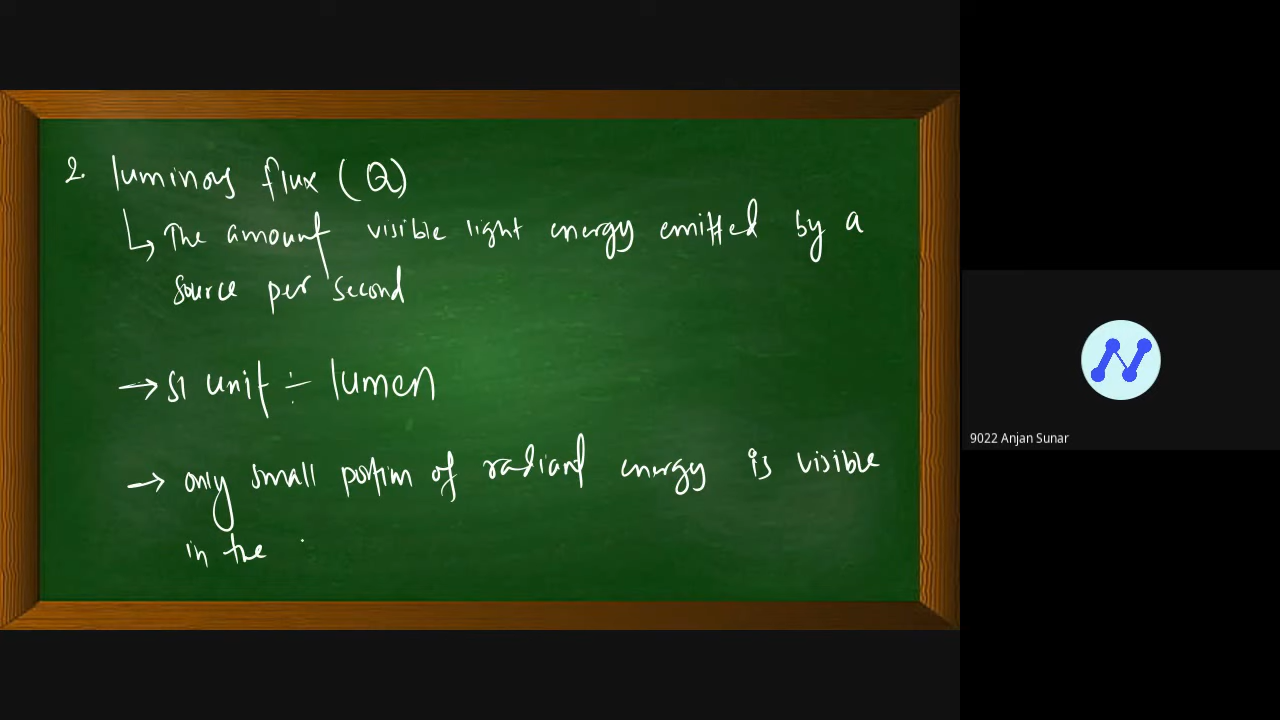 2. luminous flux (Q)
↳ The amount visible light energy emitted by a
source per second
→ SI unit ÷ lumen
→ only small portion of radiant energy is visible
in the
9022 Anjan Sunar